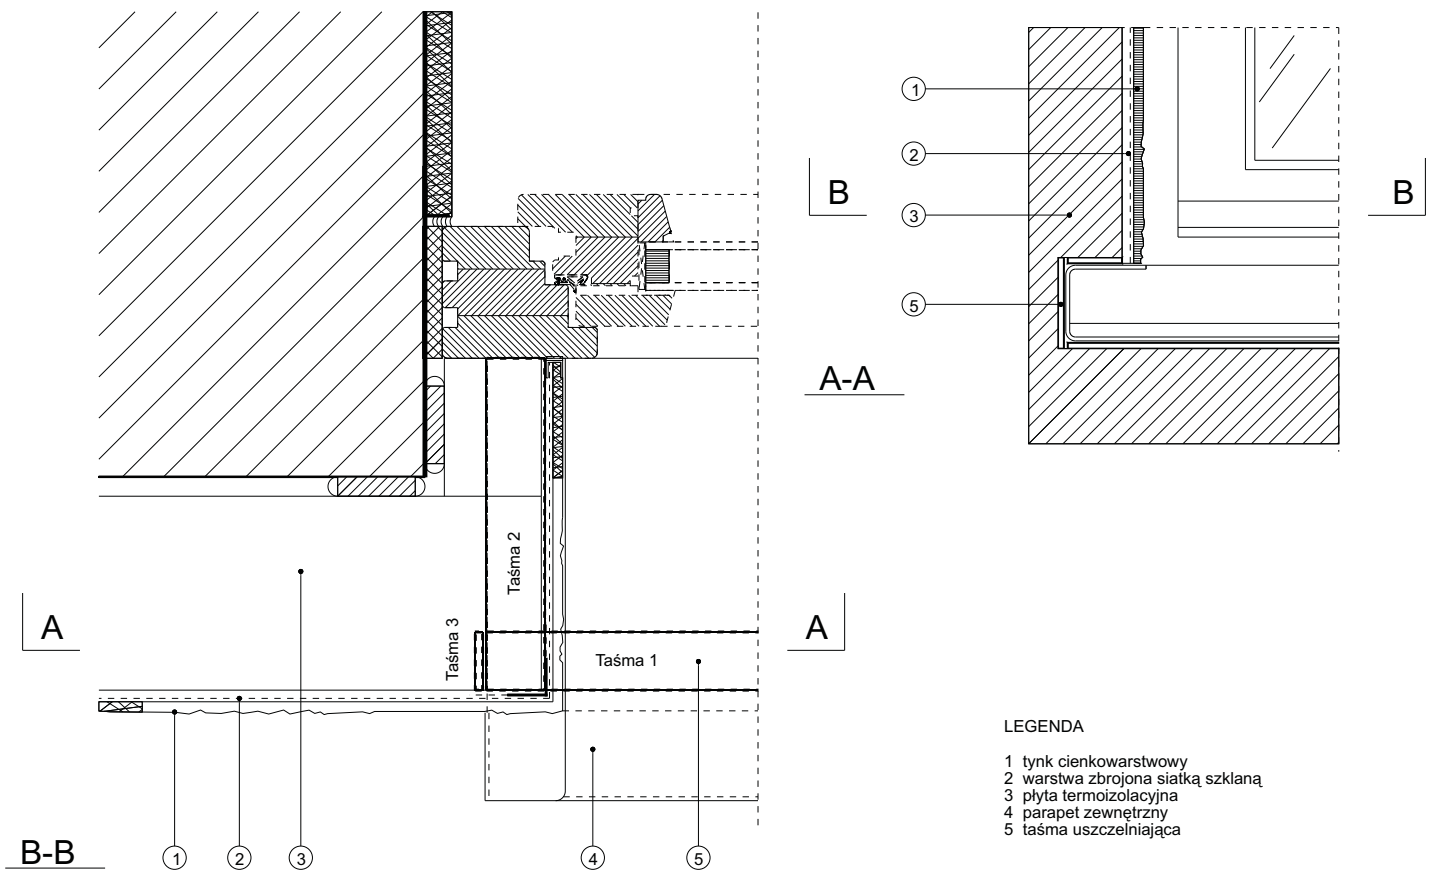 1
2
3
5
B
B
A-A
Taśma 2
Taśma 3
Taśma 1
A
A
B-B
1
2
3
4
5
LEGENDA
1 tynk cienkowarstwowy
2 warstwa zbrojona siatką szklaną
3 płyta termoizolacyjna
4 parapet zewnętrzny
5 taśma uszczelniająca